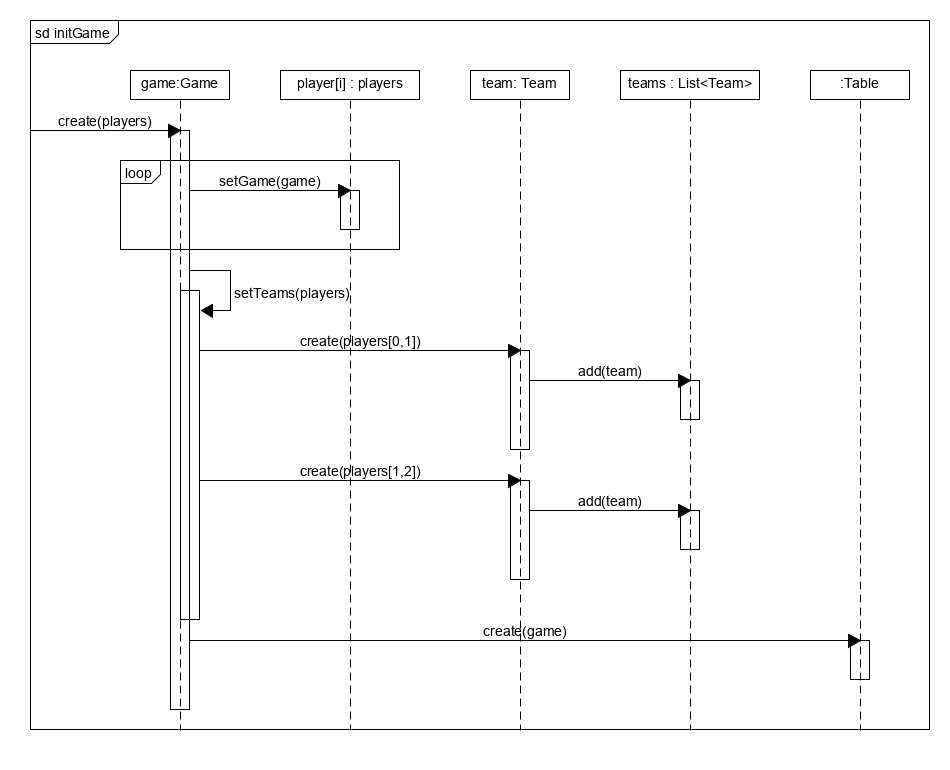 sd initGame
game:Game
player[i] : players
team: Team
teams : List<Team>
:Table
create(players)
loop
setGame(game)
setTeams(players)
create(players[0,1])
add(team)
create(players[1,2])
add(team)
create(game)